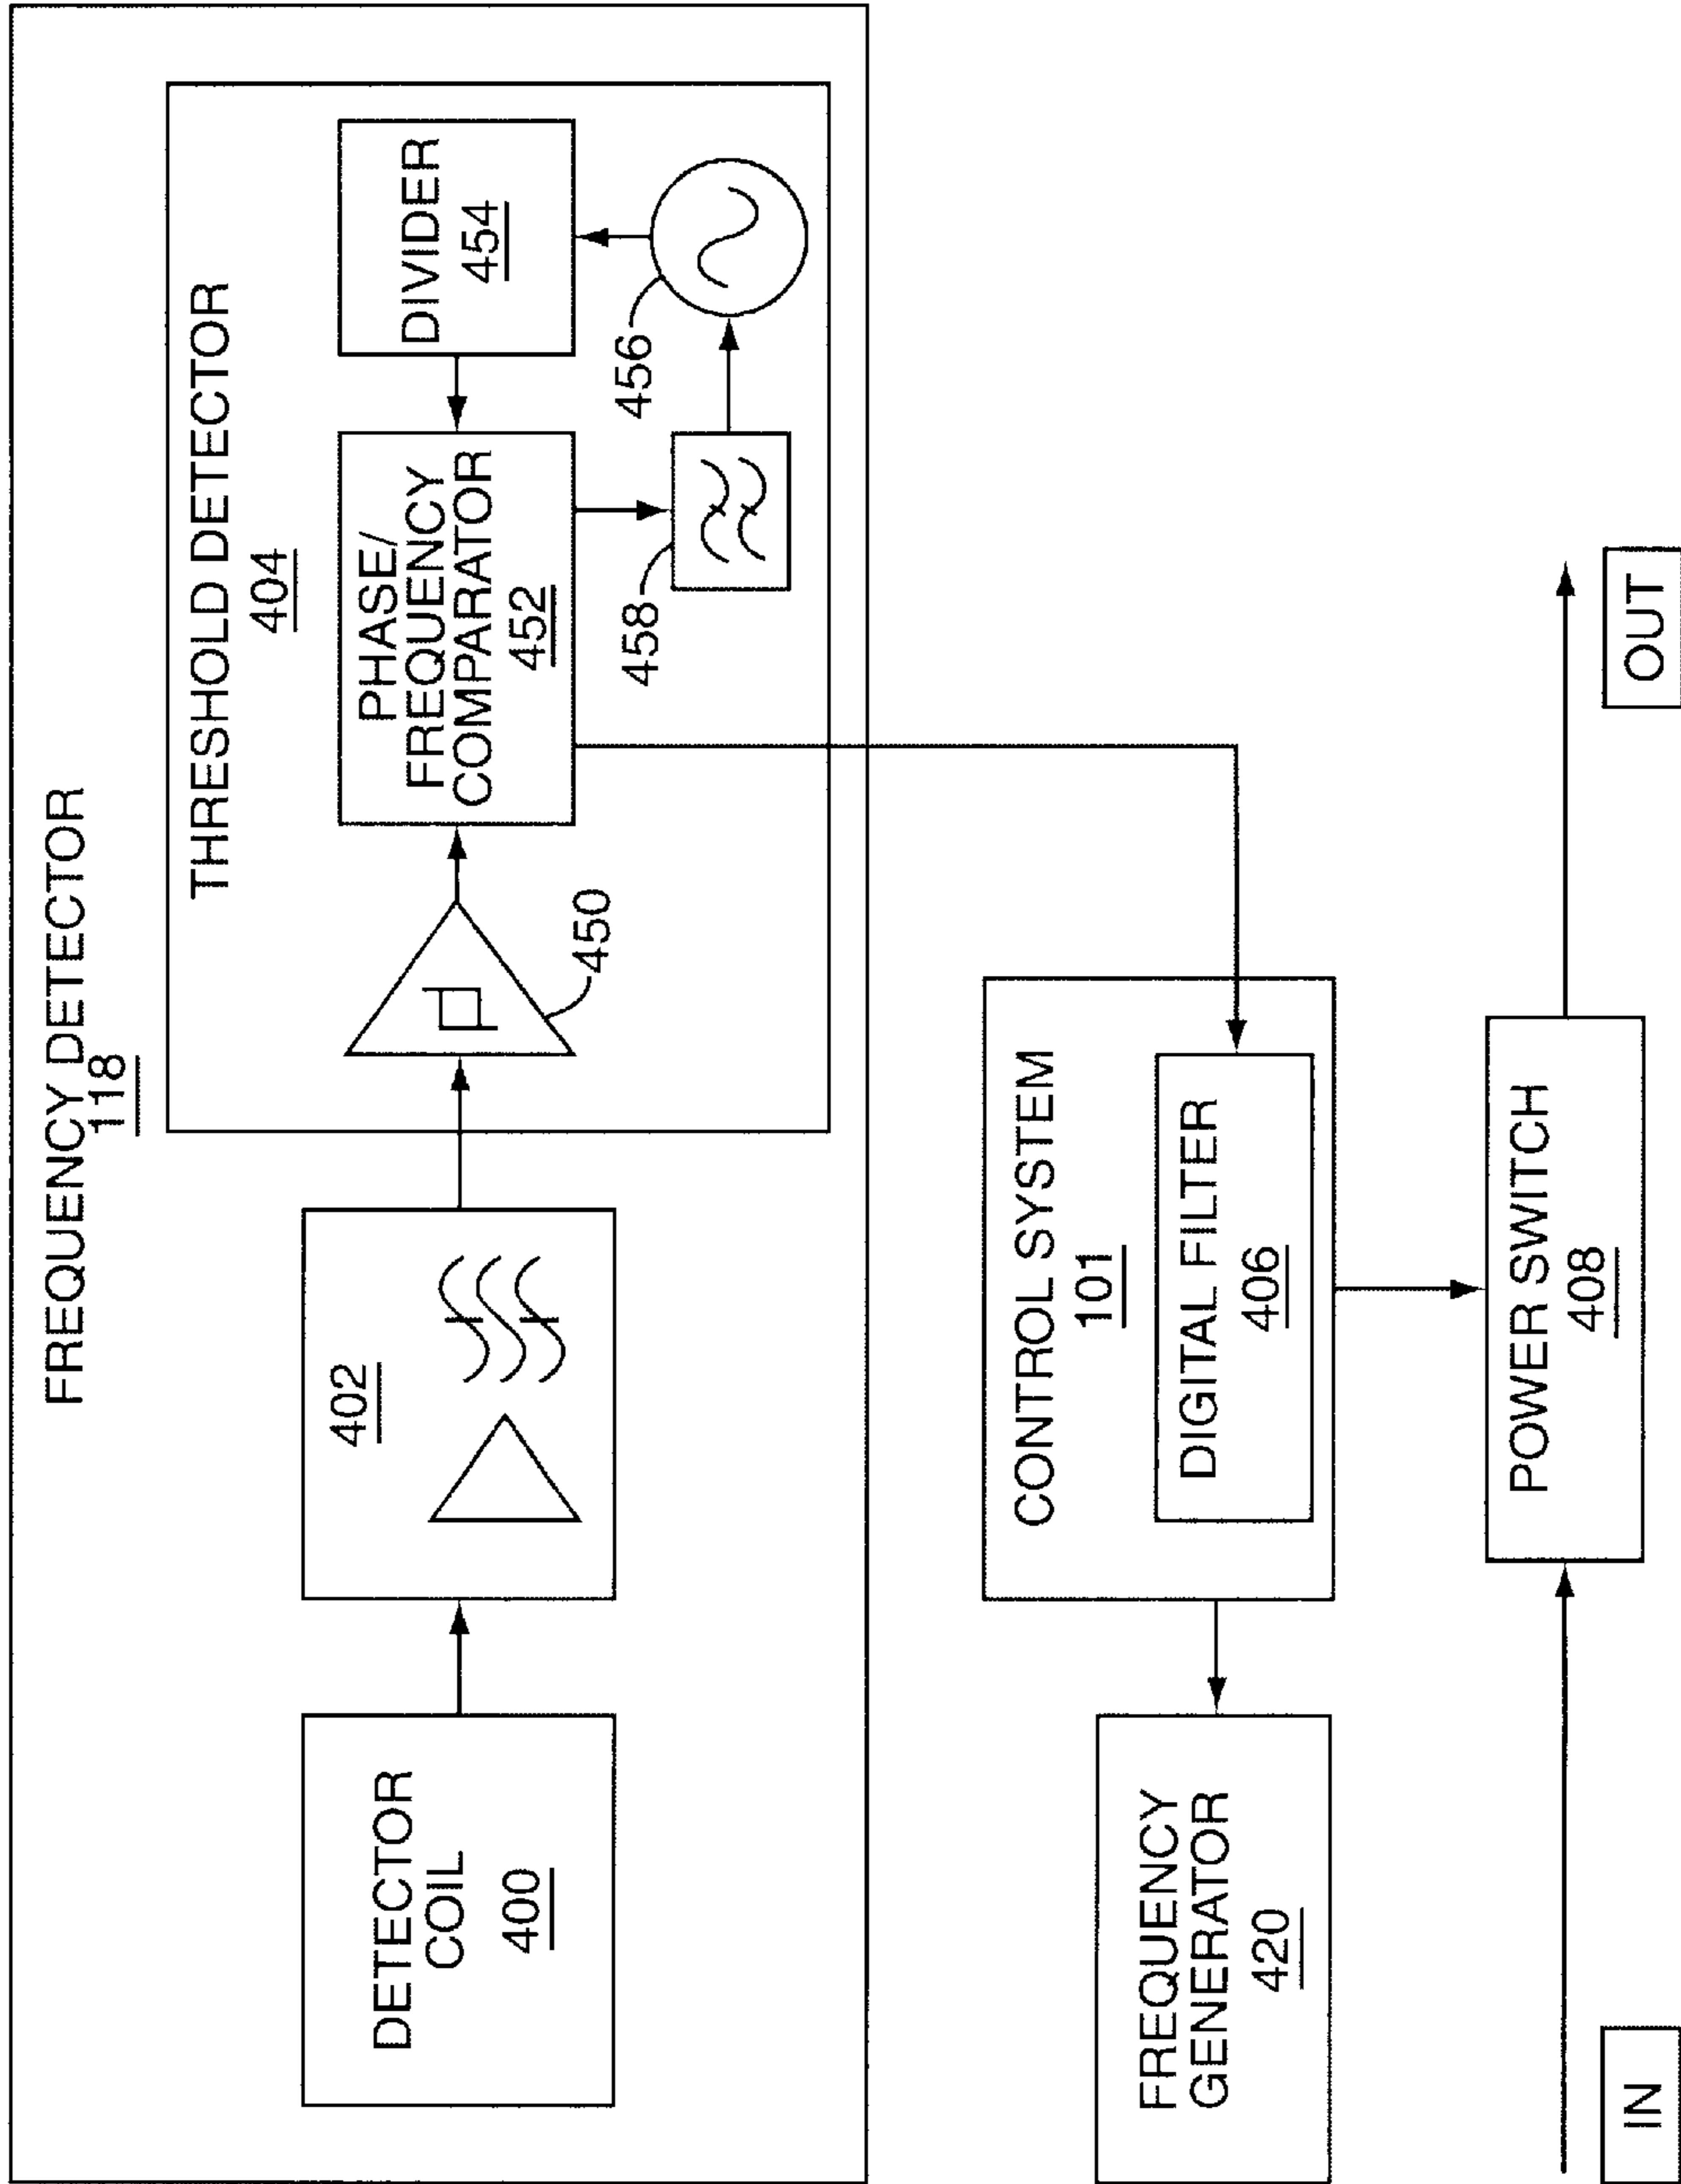 FREQUENCY DETECTOR
118
THRESHOLD DETECTOR
404
DETECTOR
COIL
400
402
450
PHASE/
FREQUENCY
COMPARATOR
452
DIVIDER
454
458
456
FREQUENCY
GENERATOR
420
CONTROL SYSTEM
101
DIGITAL FILTER
406
POWER SWITCH
408
IN
OUT